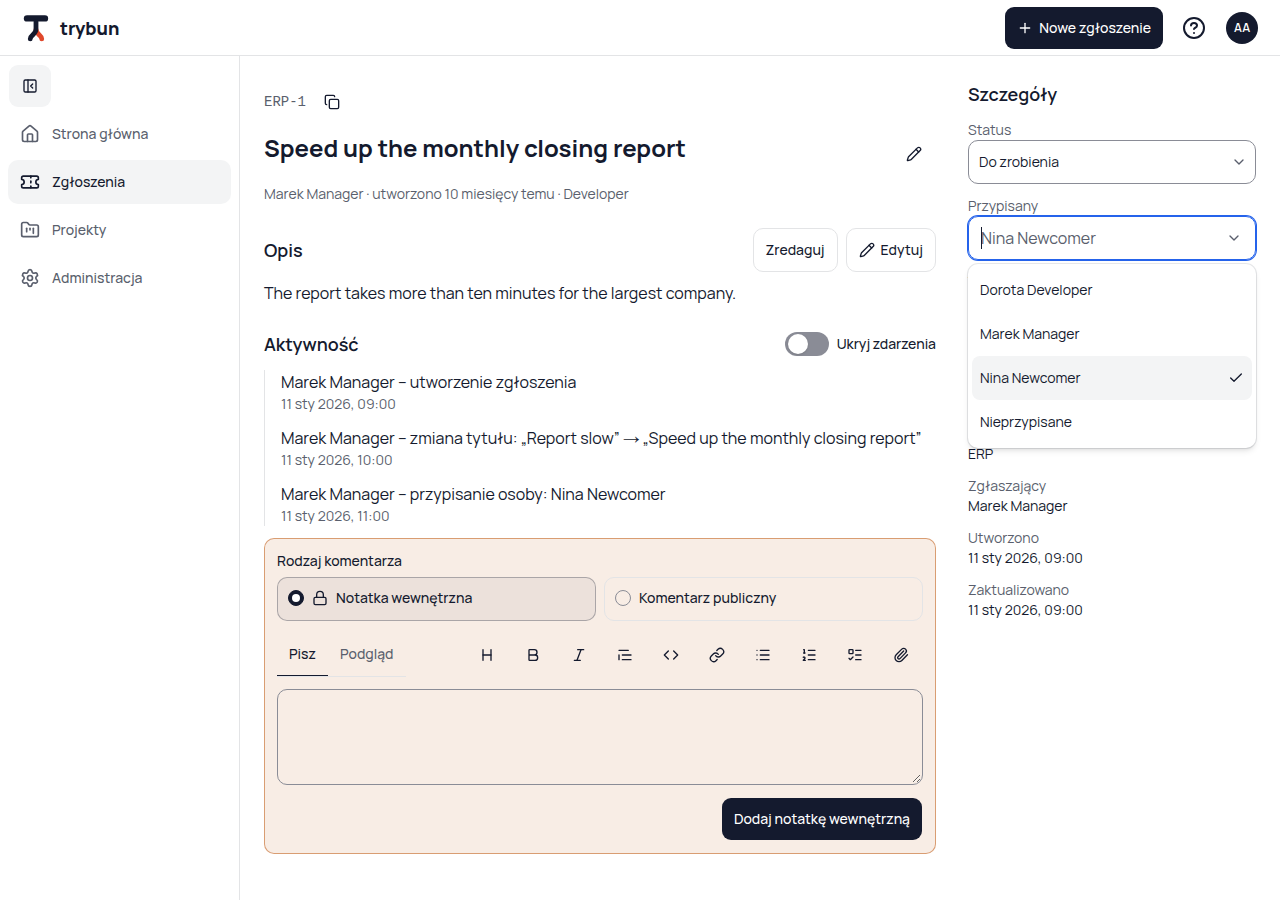 trybun
Nowe zgłoszenie
AA
Strona główna
Zgłoszenia
Projekty
Administracja
ERP-1
Speed up the monthly closing report
Marek Manager · utworzono 10 miesięcy temu · Developer
Opis
Zredaguj
Edytuj
The report takes more than ten minutes for the largest company.
Aktywność
Ukryj zdarzenia
Marek Manager – utworzenie zgłoszenia
11 sty 2026, 09:00
Marek Manager – zmiana tytułu: „Report slow” → „Speed up the monthly closing report”
11 sty 2026, 10:00
Marek Manager – przypisanie osoby: Nina Newcomer
11 sty 2026, 11:00
Rodzaj komentarza
Notatka wewnętrzna
Komentarz publiczny
Pisz
Podgląd
Dodaj notatkę wewnętrzną
Szczegóły
Status
Do zrobienia
Przypisany
Nina Newcomer
Dorota Developer
Marek Manager
Nina Newcomer
Nieprzypisane
ERP
Zgłaszający
Marek Manager
Utworzono
11 sty 2026, 09:00
Zaktualizowano
11 sty 2026, 09:00